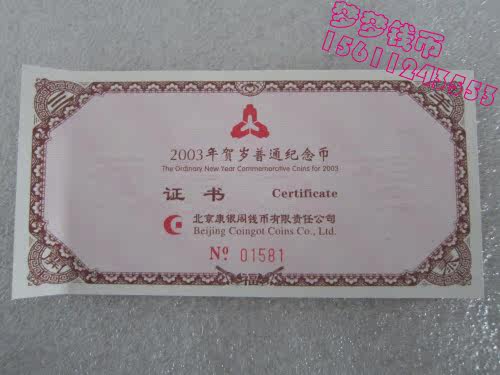 梦梦钱币
15611243553
2003年贺岁普通纪念币
The Ordinary New Year Commemorative Coins for 2003
证书 Certificate
北京康银阁钱币有限责任公司
Beijing Coingot Coins Co., Ltd.
Nº 01581